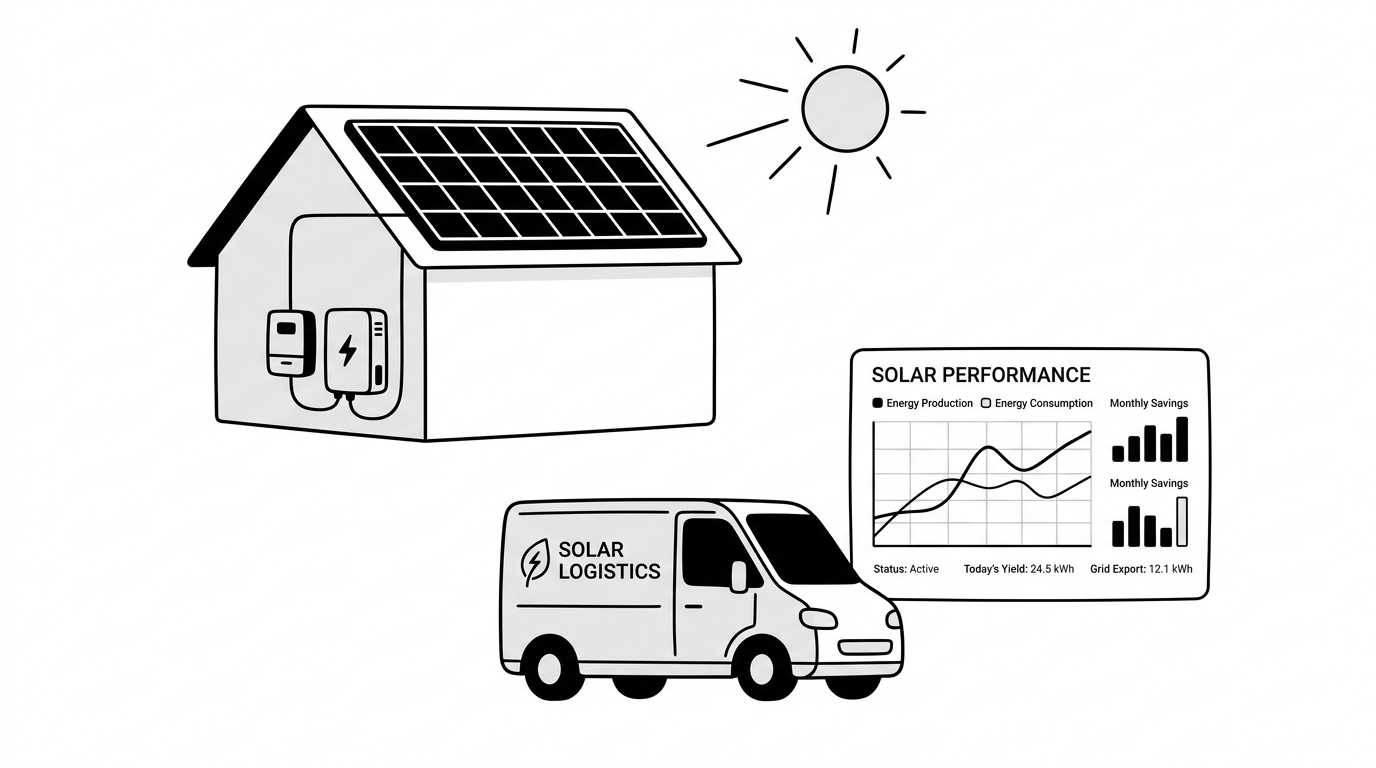 SOLAR PERFORMANCE
Energy Production Energy Consumption
Monthly Savings
Monthly Savings
Status: Active Today's Yield: 24.5 kWh Grid Export: 12.1 kWh
SOLAR
LOGISTICS